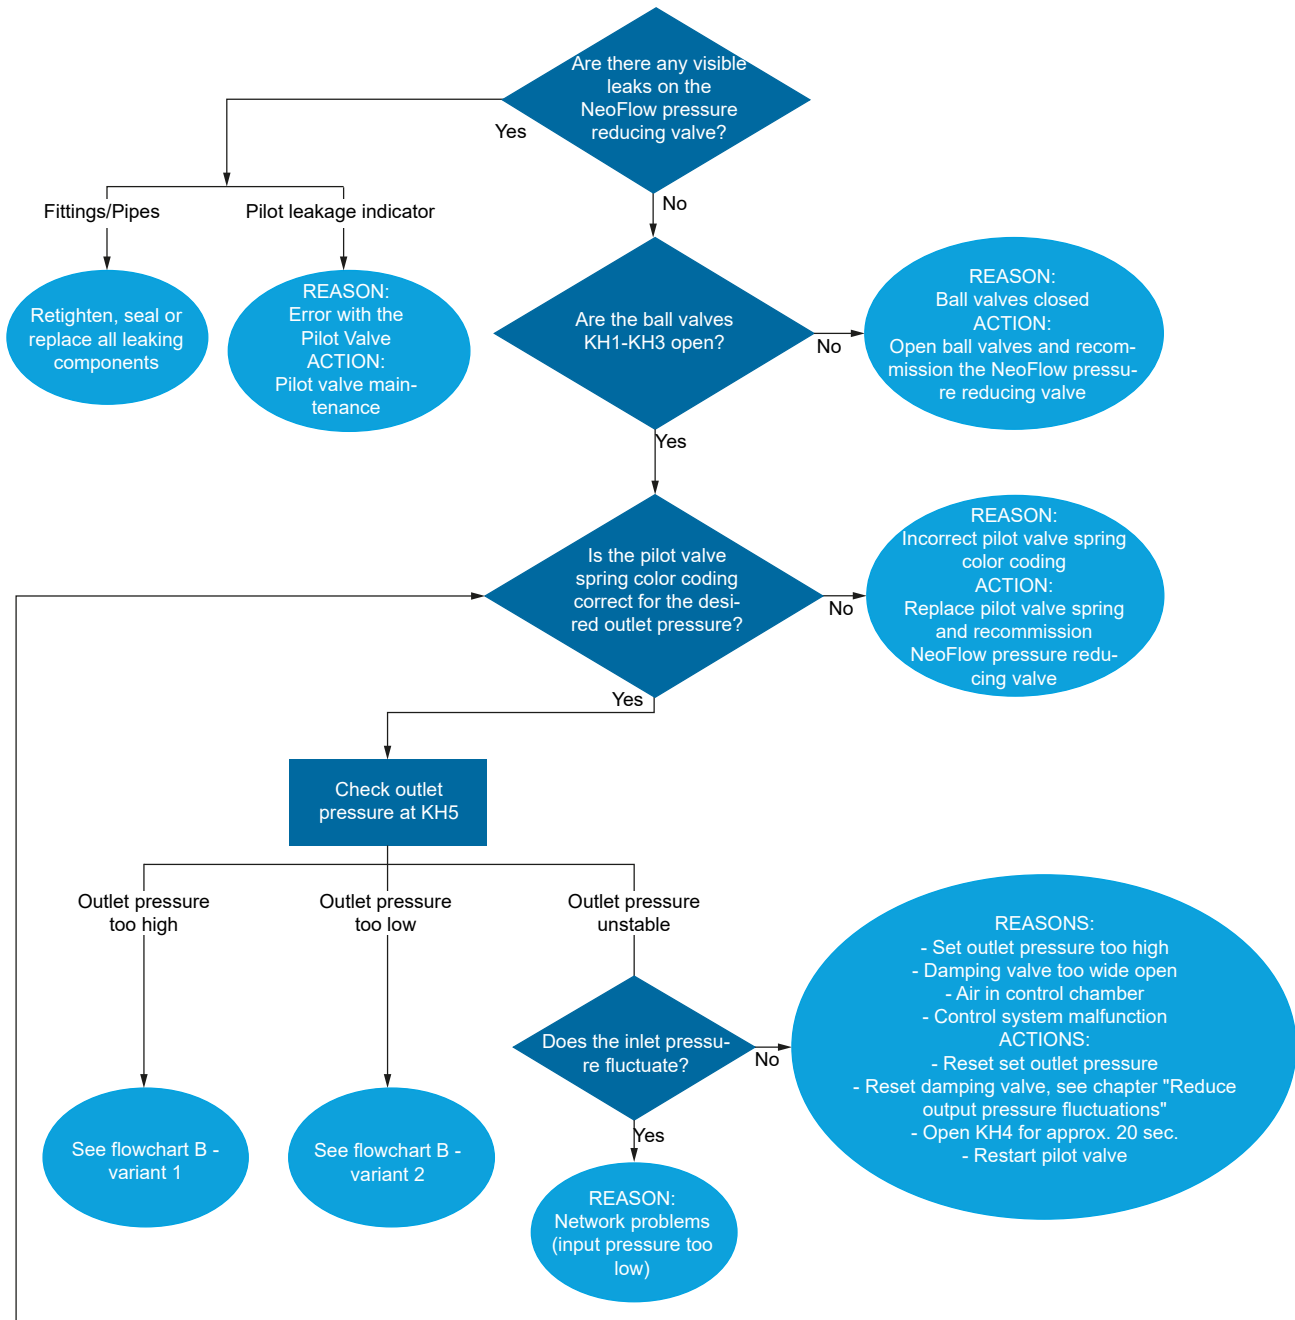 Are there any visible
leaks on the
NeoFlow pressure
reducing valve?
Yes
No
Fittings/Pipes
Pilot leakage indicator
Retighten, seal or
replace all leaking
components
REASON:
Error with the
Pilot Valve
ACTION:
Pilot valve main-
tenance
Are the ball valves
KH1-KH3 open?
No
REASON:
Ball valves closed
ACTION:
Open ball valves and recom-
mission the NeoFlow pressu-
re reducing valve
Yes
Is the pilot valve
spring color coding
correct for the desi-
red outlet pressure?
No
REASON:
Incorrect pilot valve spring
color coding
ACTION:
Replace pilot valve spring
and recommission
NeoFlow pressure redu-
cing valve
Yes
Check outlet
pressure at KH5
Outlet pressure
too high
Outlet pressure
too low
Outlet pressure
unstable
See flowchart B -
variant 1
See flowchart B -
variant 2
Does the inlet pressu-
re fluctuate?
No
REASONS:
- Set outlet pressure too high
- Damping valve too wide open
- Air in control chamber
- Control system malfunction
ACTIONS:
- Reset set outlet pressure
- Reset damping valve, see chapter "Reduce
output pressure fluctuations"
- Open KH4 for approx. 20 sec.
- Restart pilot valve
Yes
REASON:
Network problems
(input pressure too
low)